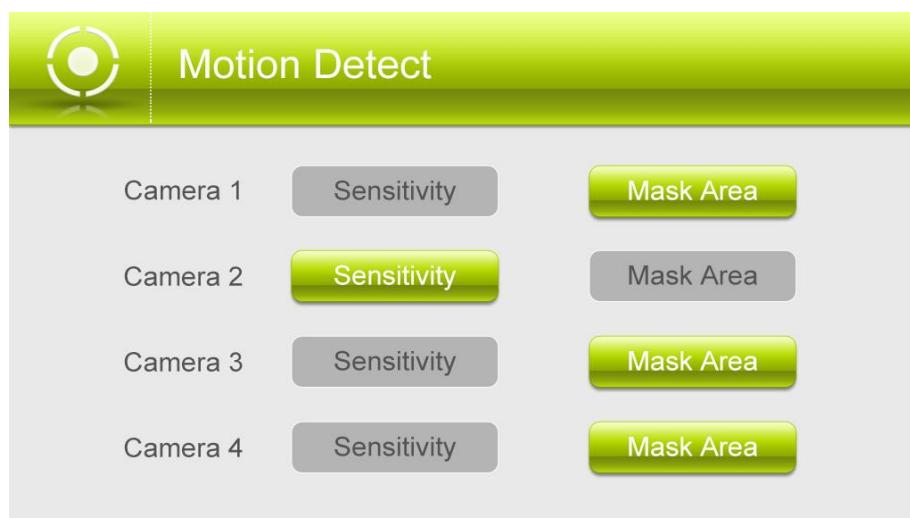 Motion Detect
Camera 1 Sensitivity Mask Area
Camera 2 Sensitivity Mask Area
Camera 3 Sensitivity Mask Area
Camera 4 Sensitivity Mask Area